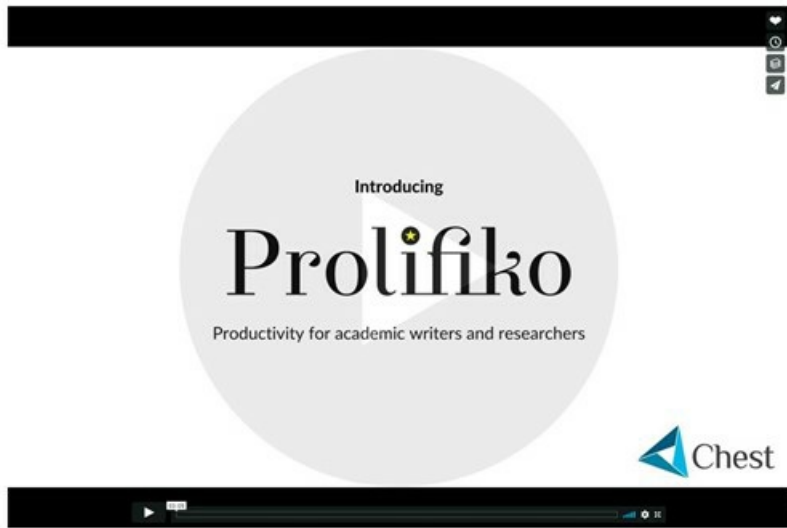 Introducing
Prolifiko
Productivity for academic writers and researchers
Chest